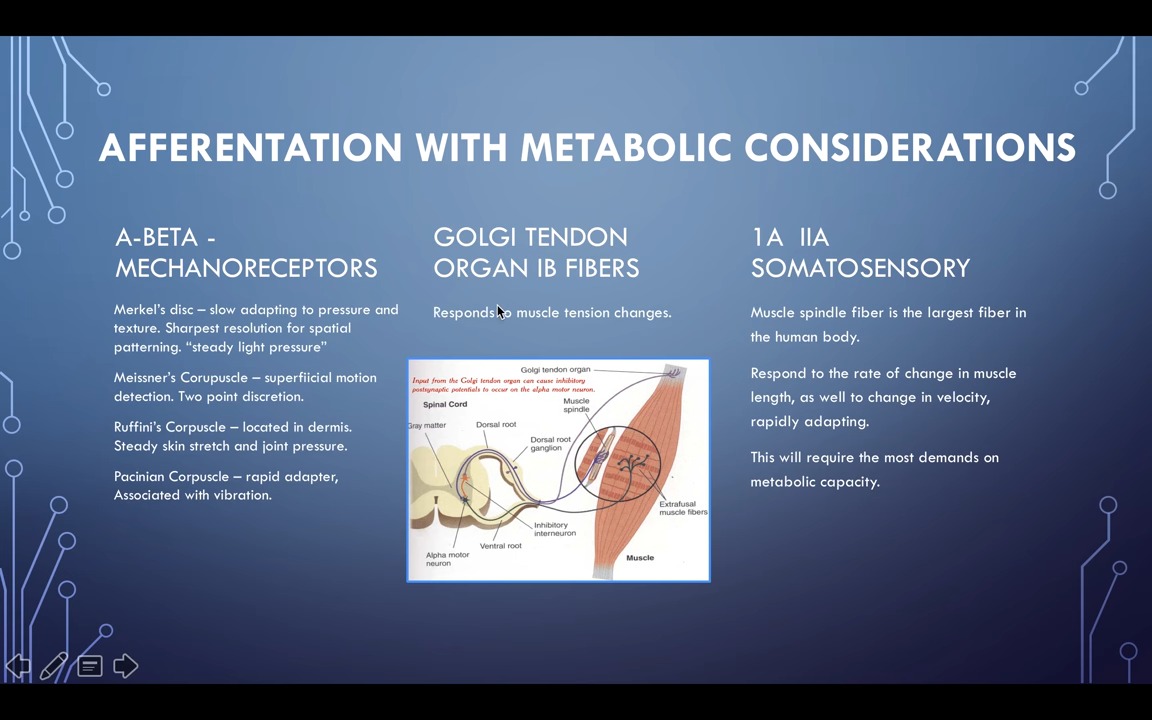 AFFERENTATION WITH METABOLIC CONSIDERATIONS
A-BETA -
MECHANORECEPTORS
Merkel's disc – slow adapting to pressure and
texture. Sharpest resolution for spatial
patterning. “steady light pressure”
Meissner's Corupuscle – superfiicial motion
detection. Two point discretion.
Ruffini's Corpuscle – located in dermis.
Steady skin stretch and joint pressure.
Pacinian Corpuscle – rapid adapter,
Associated with vibration.
GOLGI TENDON
ORGAN IB FIBERS
Responds to muscle tension changes.
Golgi tendon organ
Input from the Golgi tendon organ can cause inhibitory
postsynaptic potentials to occur on the alpha motor neuron.
Muscle
spindle
Spinal Cord
Gray matter
Dorsal root
Dorsal root
ganglion
Extrafusal
muscle fibers
Inhibitory
interneuron
Ventral root
Alpha motor
neuron
Muscle
1A IIA
SOMATOSENSORY
Muscle spindle fiber is the largest fiber in
the human body.
Respond to the rate of change in muscle
length, as well to change in velocity,
rapidly adapting.
This will require the most demands on
metabolic capacity.